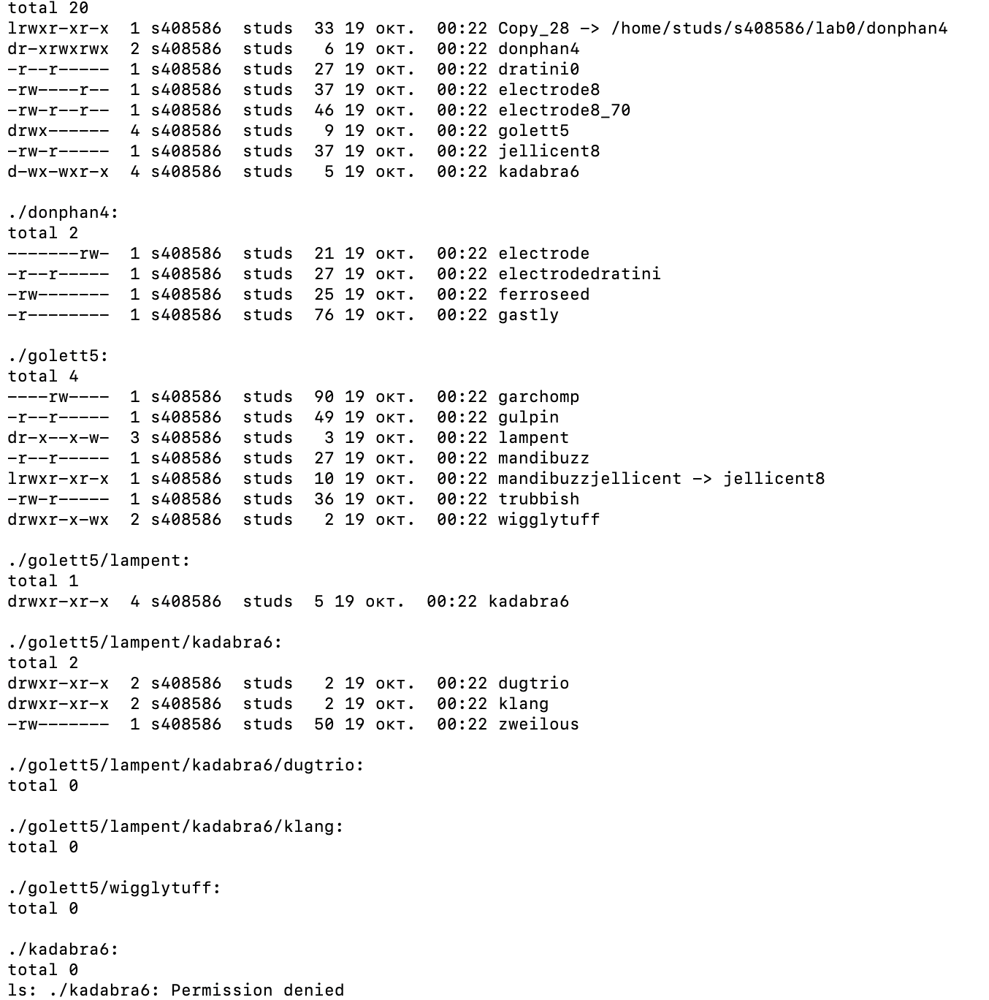 total 20
lrwxr-xr-x  1 s408586  studs  33 19 окт.  00:22 Copy_28 -> /home/studs/s408586/lab0/donphan4
dr-xrwxrwx  2 s408586  studs   6 19 окт.  00:22 donphan4
-r--r-----  1 s408586  studs  27 19 окт.  00:22 dratini0
-rw----r--  1 s408586  studs  37 19 окт.  00:22 electrode8
-rw-r--r--  1 s408586  studs  46 19 окт.  00:22 electrode8_70
drwx------  4 s408586  studs   9 19 окт.  00:22 golett5
-rw-r-----  1 s408586  studs  37 19 окт.  00:22 jellicent8
d-wx-wxr-x  4 s408586  studs   5 19 окт.  00:22 kadabra6

./donphan4:
total 2
-------rw-  1 s408586  studs  21 19 окт.  00:22 electrode
-r--r-----  1 s408586  studs  27 19 окт.  00:22 electrodedratini
-rw-------  1 s408586  studs  25 19 окт.  00:22 ferroseed
-r--------  1 s408586  studs  76 19 окт.  00:22 gastly

./golett5:
total 4
----rw----  1 s408586  studs  90 19 окт.  00:22 garchomp
-r--r-----  1 s408586  studs  49 19 окт.  00:22 gulpin
dr-x--x-w-  3 s408586  studs   3 19 окт.  00:22 lampent
-r--r-----  1 s408586  studs  27 19 окт.  00:22 mandibuzz
lrwxr-xr-x  1 s408586  studs  10 19 окт.  00:22 mandibuzzjellicent -> jellicent8
-rw-r-----  1 s408586  studs  36 19 окт.  00:22 trubbish
drwxr-x-wx  2 s408586  studs   2 19 окт.  00:22 wigglytuff

./golett5/lampent:
total 1
drwxr-xr-x  4 s408586  studs  5 19 окт.  00:22 kadabra6

./golett5/lampent/kadabra6:
total 2
drwxr-xr-x  2 s408586  studs   2 19 окт.  00:22 dugtrio
drwxr-xr-x  2 s408586  studs   2 19 окт.  00:22 klang
-rw-------  1 s408586  studs  50 19 окт.  00:22 zweilous

./golett5/lampent/kadabra6/dugtrio:
total 0

./golett5/lampent/kadabra6/klang:
total 0

./golett5/wigglytuff:
total 0

./kadabra6:
total 0
ls: ./kadabra6: Permission denied